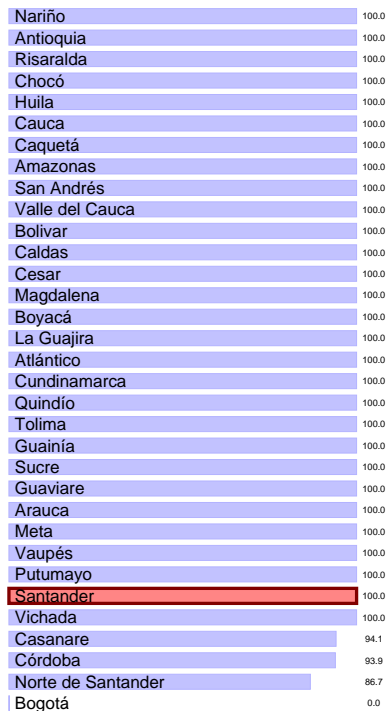 Nariño 100.0
Antioquia 100.0
Risaralda 100.0
Chocó 100.0
Huila 100.0
Cauca 100.0
Caquetá 100.0
Amazonas 100.0
San Andrés 100.0
Valle del Cauca 100.0
Bolivar 100.0
Caldas 100.0
Cesar 100.0
Magdalena 100.0
Boyacá 100.0
La Guajira 100.0
Atlántico 100.0
Cundinamarca 100.0
Quindío 100.0
Tolima 100.0
Guainía 100.0
Sucre 100.0
Guaviare 100.0
Arauca 100.0
Meta 100.0
Vaupés 100.0
Putumayo 100.0
Santander 100.0
Vichada 100.0
Casanare 94.1
Córdoba 93.9
Norte de Santander 86.7
Bogotá 0.0